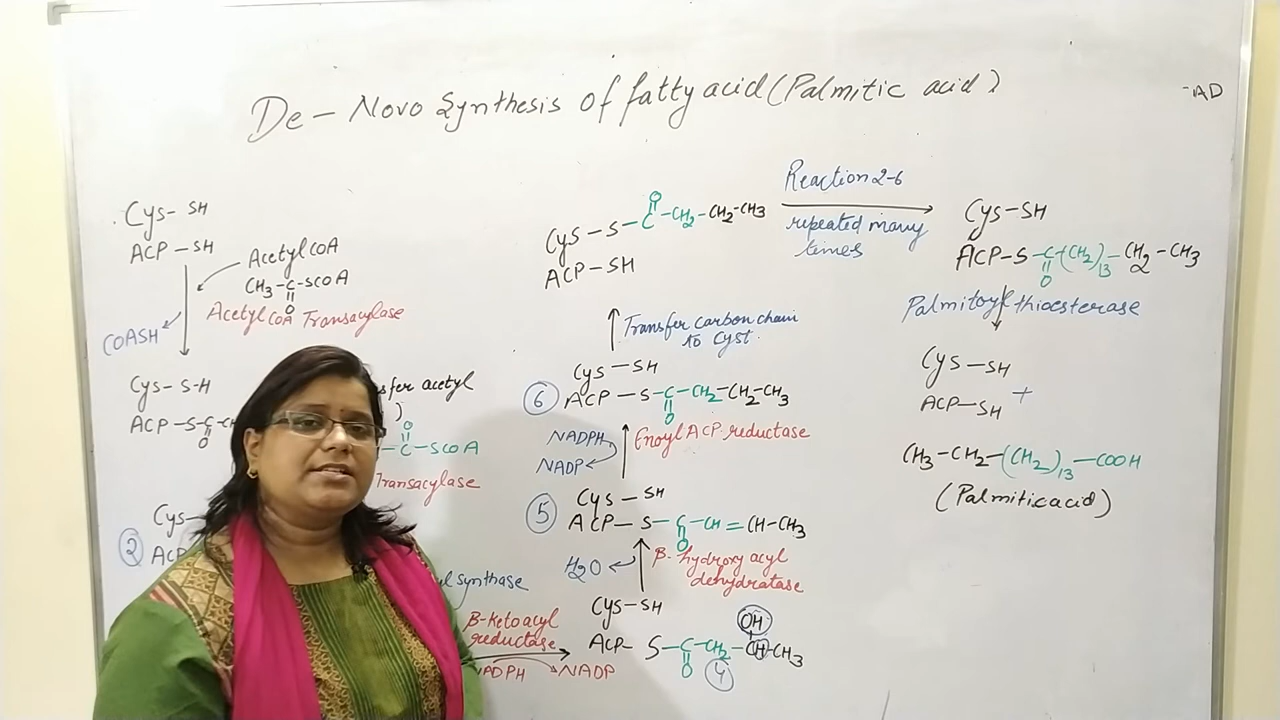 De-Novo Synthesis of fatty acid (Palmitic acid)
-AD
Cys-SH
ACP-SH
Acetyl COA
CH3-C-SCOA
O
Acetyl COA Transacylase
COASH
Cys-S-H
ACP-S-C-
O
acetyl
)
O
-C-SCOA
Transacylase
Cys-
②
synthase
β-ketoacyl
reductase
NADP
Cys-SH
ACP-S-C-CH2-CH-CH3
O
OH
④
β-hydroxy acyl
dehydratase
H2O
⑤
Cys-SH
ACP-S-C-CH=CH-CH3
O
Enoyl ACP reductase
NADPH
NADP
⑥
Cys-SH
ACP-S-C-CH2-CH2-CH3
O
Transfer carbon chain
to Cyst.
O
Cys-S-C-CH2-CH2-CH3
ACP-SH
Reaction 2-6
repeated many
times
Cys-SH
ACP-S-C-(CH2)13-CH2-CH3
O
Palmitoyl thioesterase
Cys-SH
ACP-SH +
CH3-CH2-(CH2)13-COOH
(Palmitic acid)